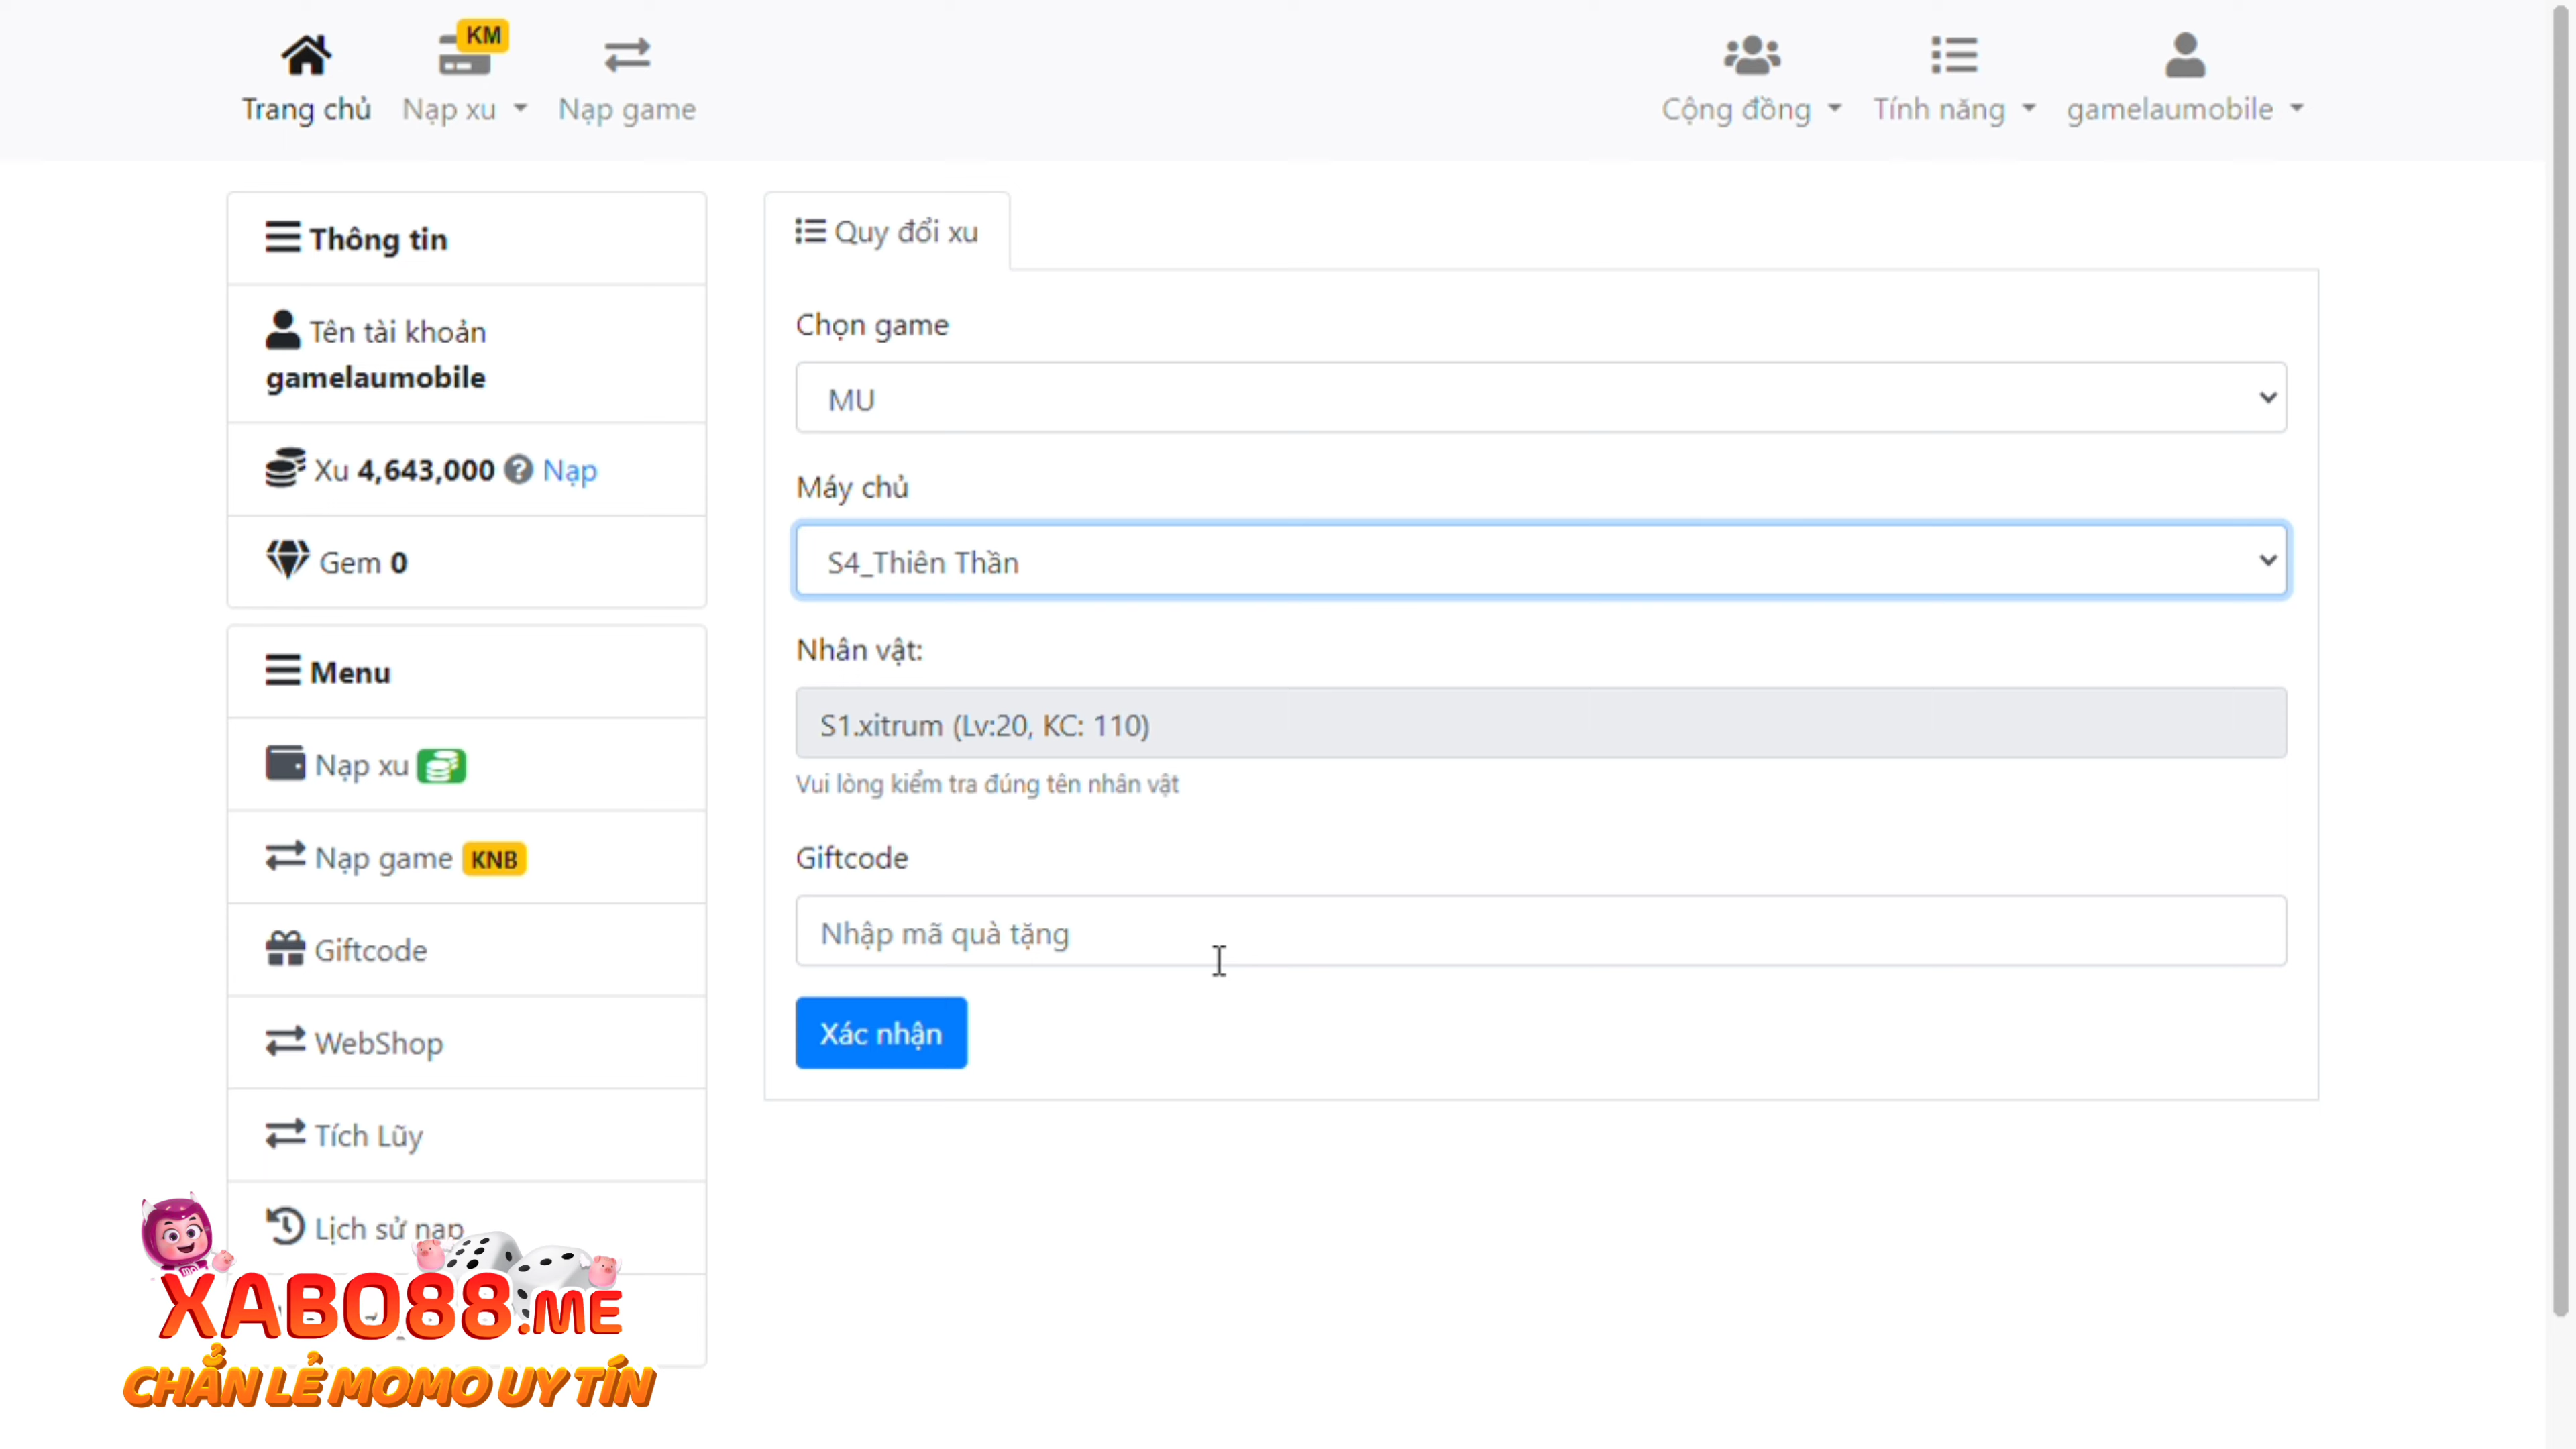 KM
Trang chủ
Nạp xu
Nạp game
Cộng đồng
Tính năng
gamelaumobile
Thông tin
Tên tài khoản
gamelaumobile
Xu 4,643,000 Nạp
Gem 0
Menu
Nạp xu
Nạp game KNB
Giftcode
WebShop
Tích Lũy
Lịch sử nạp
Quy đổi xu
Chọn game
MU
Máy chủ
S4_Thiên Thần
Nhân vật:
S1.xitrum (Lv:20, KC: 110)
Vui lòng kiểm tra đúng tên nhân vật
Giftcode
Nhập mã quà tặng
Xác nhận
XABO88.ME
CHẲN LẺ MOMO UY TÍN